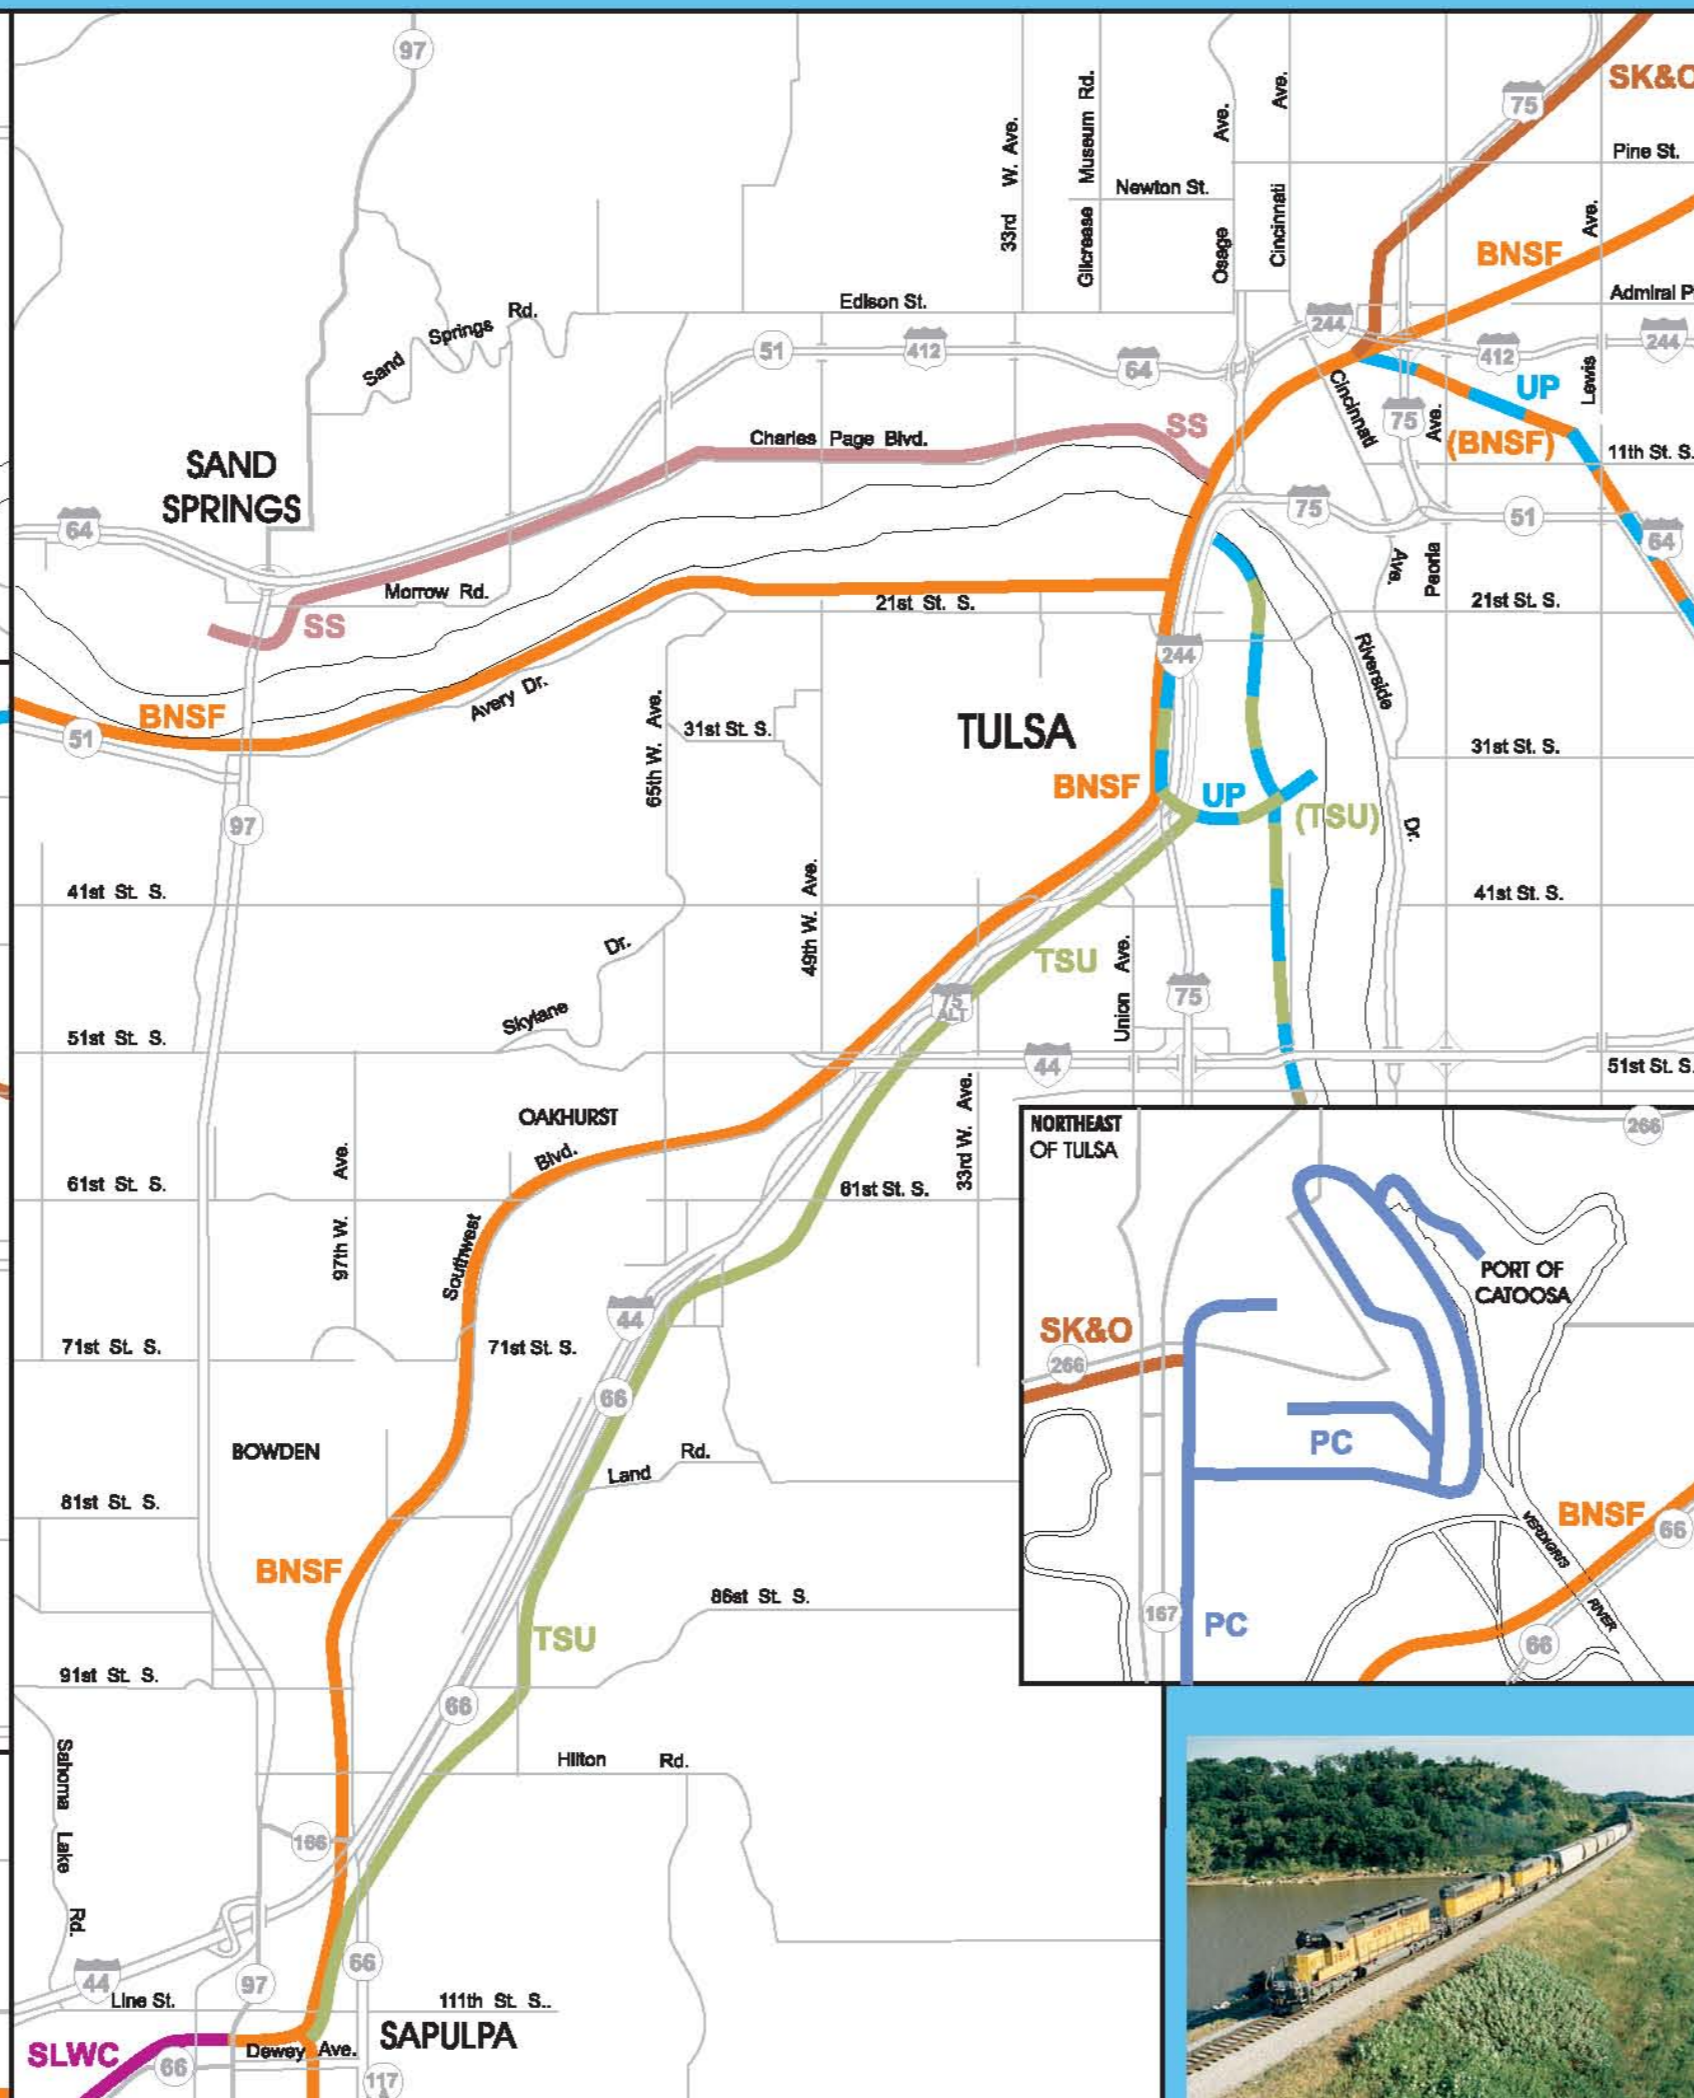 97
SK&O
75
33rd W. Ave.
Gilcrease Museum Rd.
Osage Ave.
Cincinnati Ave.
Pine St.
Newton St.
BNSF
Lewis Ave.
Edison St.
Admiral P
Sand Springs Rd.
244
51
412
64
412
244
UP
Cincinnati Ave.
75
Peoria Ave.
SS
Charles Page Blvd.
(BNSF)
11th St. S.
SAND
SPRINGS
64
75
51
64
Morrow Rd.
21st St. S.
21st St. S.
SS
244
Riverside Dr.
BNSF
51
Avery Dr.
65th W. Ave.
31st St. S.
TULSA
31st St. S.
BNSF
UP
(TSU)
97
41st St. S.
49th W. Ave.
41st St. S.
Skylane Dr.
TSU
Union Ave.
75
ALT
75
51st St. S.
44
51st St. S.
33rd W. Ave.
OAKHURST
Southwest Blvd.
97th W. Ave.
61st St. S.
61st St. S.
NORTHEAST
OF TULSA
266
PORT OF
CATOOSA
SK&O
266
44
71st St. S.
71st St. S.
66
BOWDEN
PC
Land Rd.
81st St. S.
BNSF
66
VERDIGRIS RIVER
BNSF
86st St. S.
TSU
167
PC
66
91st St. S.
66
Sahoma Lake Rd.
Hilton Rd.
166
66
44
97
Line St.
111th St. S..
SLWC
SAPULPA
Dewey Ave.
66
117